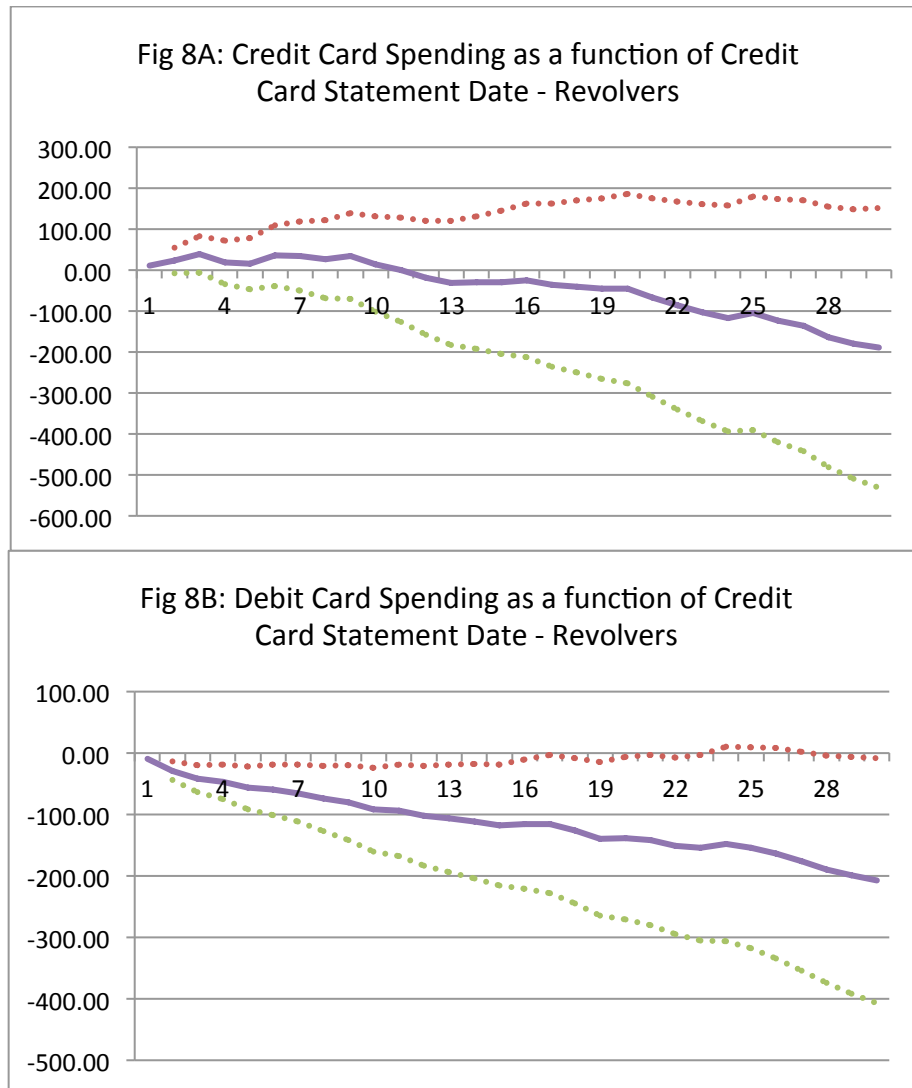 Fig 8A: Credit Card Spending as a function of Credit
Card Statement Date - Revolvers
300.00
200.00
100.00
0.00
1 4 7 10 13 16 19 22 25 28
-100.00
-200.00
-300.00
-400.00
-500.00
-600.00
Fig 8B: Debit Card Spending as a function of Credit
Card Statement Date - Revolvers
100.00
0.00
1 4 7 10 13 16 19 22 25 28
-100.00
-200.00
-300.00
-400.00
-500.00